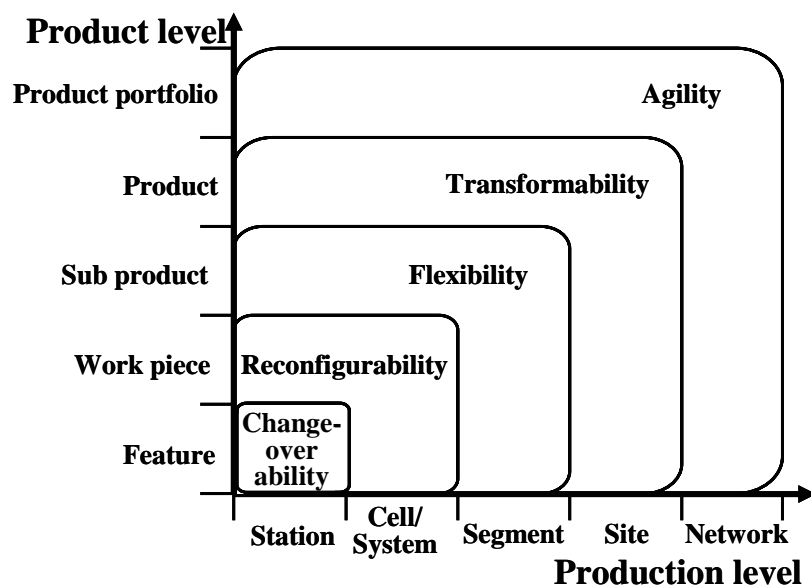 Product level
Product portfolio
Agility
Product
Transformability
Sub product
Flexibility
Work piece
Reconfigurability
Feature
Change-
over
ability
Station
Cell/
System
Segment
Site
Network
Production level